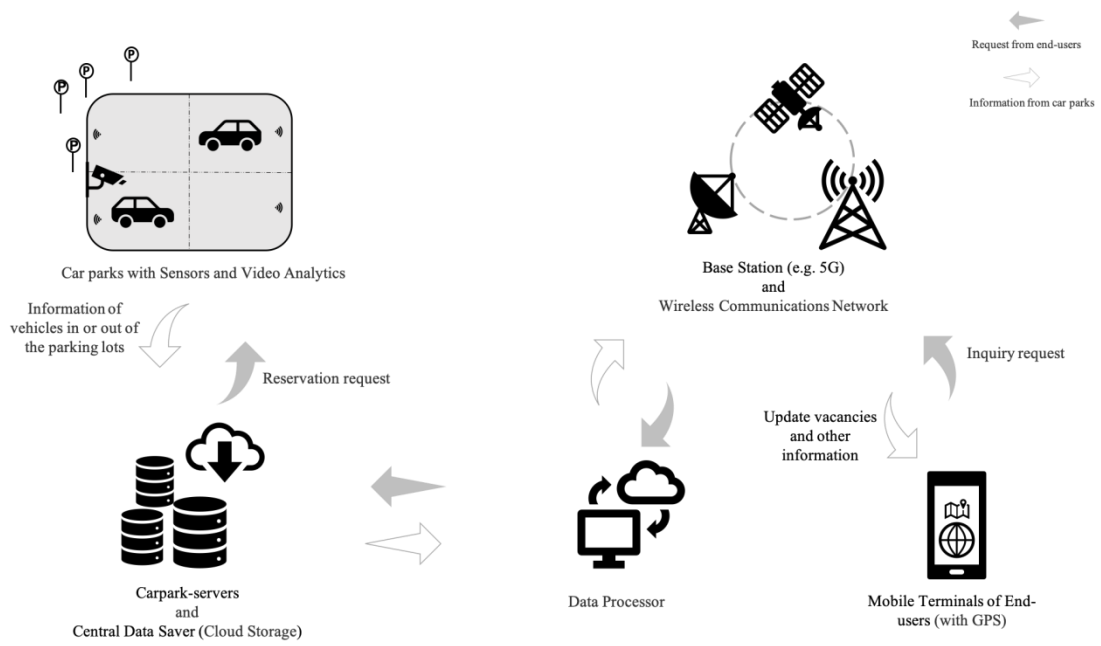 Request from end-users
Information from car parks
P
P
P
P
Car parks with Sensors and Video Analytics
Base Station (e.g. 5G)
and
Wireless Communications Network
Information of
vehicles in or out of
the parking lots
Reservation request
Inquiry request
Update vacancies
and other
information
Carpark-servers
and
Central Data Saver (Cloud Storage)
Data Processor
Mobile Terminals of End-
users (with GPS)